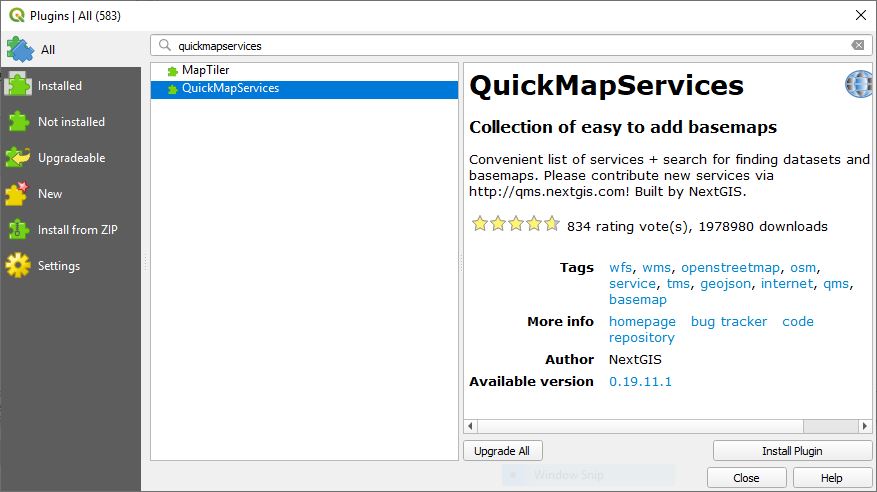 Plugins | All (583)
All
Installed
Not installed
Upgradeable
New
Install from ZIP
Settings
quickmapservices
MapTiler
QuickMapServices
QuickMapServices
Collection of easy to add basemaps
Convenient list of services + search for finding datasets and
basemaps. Please contribute new services via
http://qms.nextgis.com! Built by NextGIS.
834 rating vote(s), 1978980 downloads
Tags wfs, wms, openstreetmap, osm,
service, tms, geojson, internet, qms,
basemap
More info homepage bug tracker code
repository
Author NextGIS
Available version 0.19.11.1
Upgrade All Install Plugin
Window Snip
Close Help